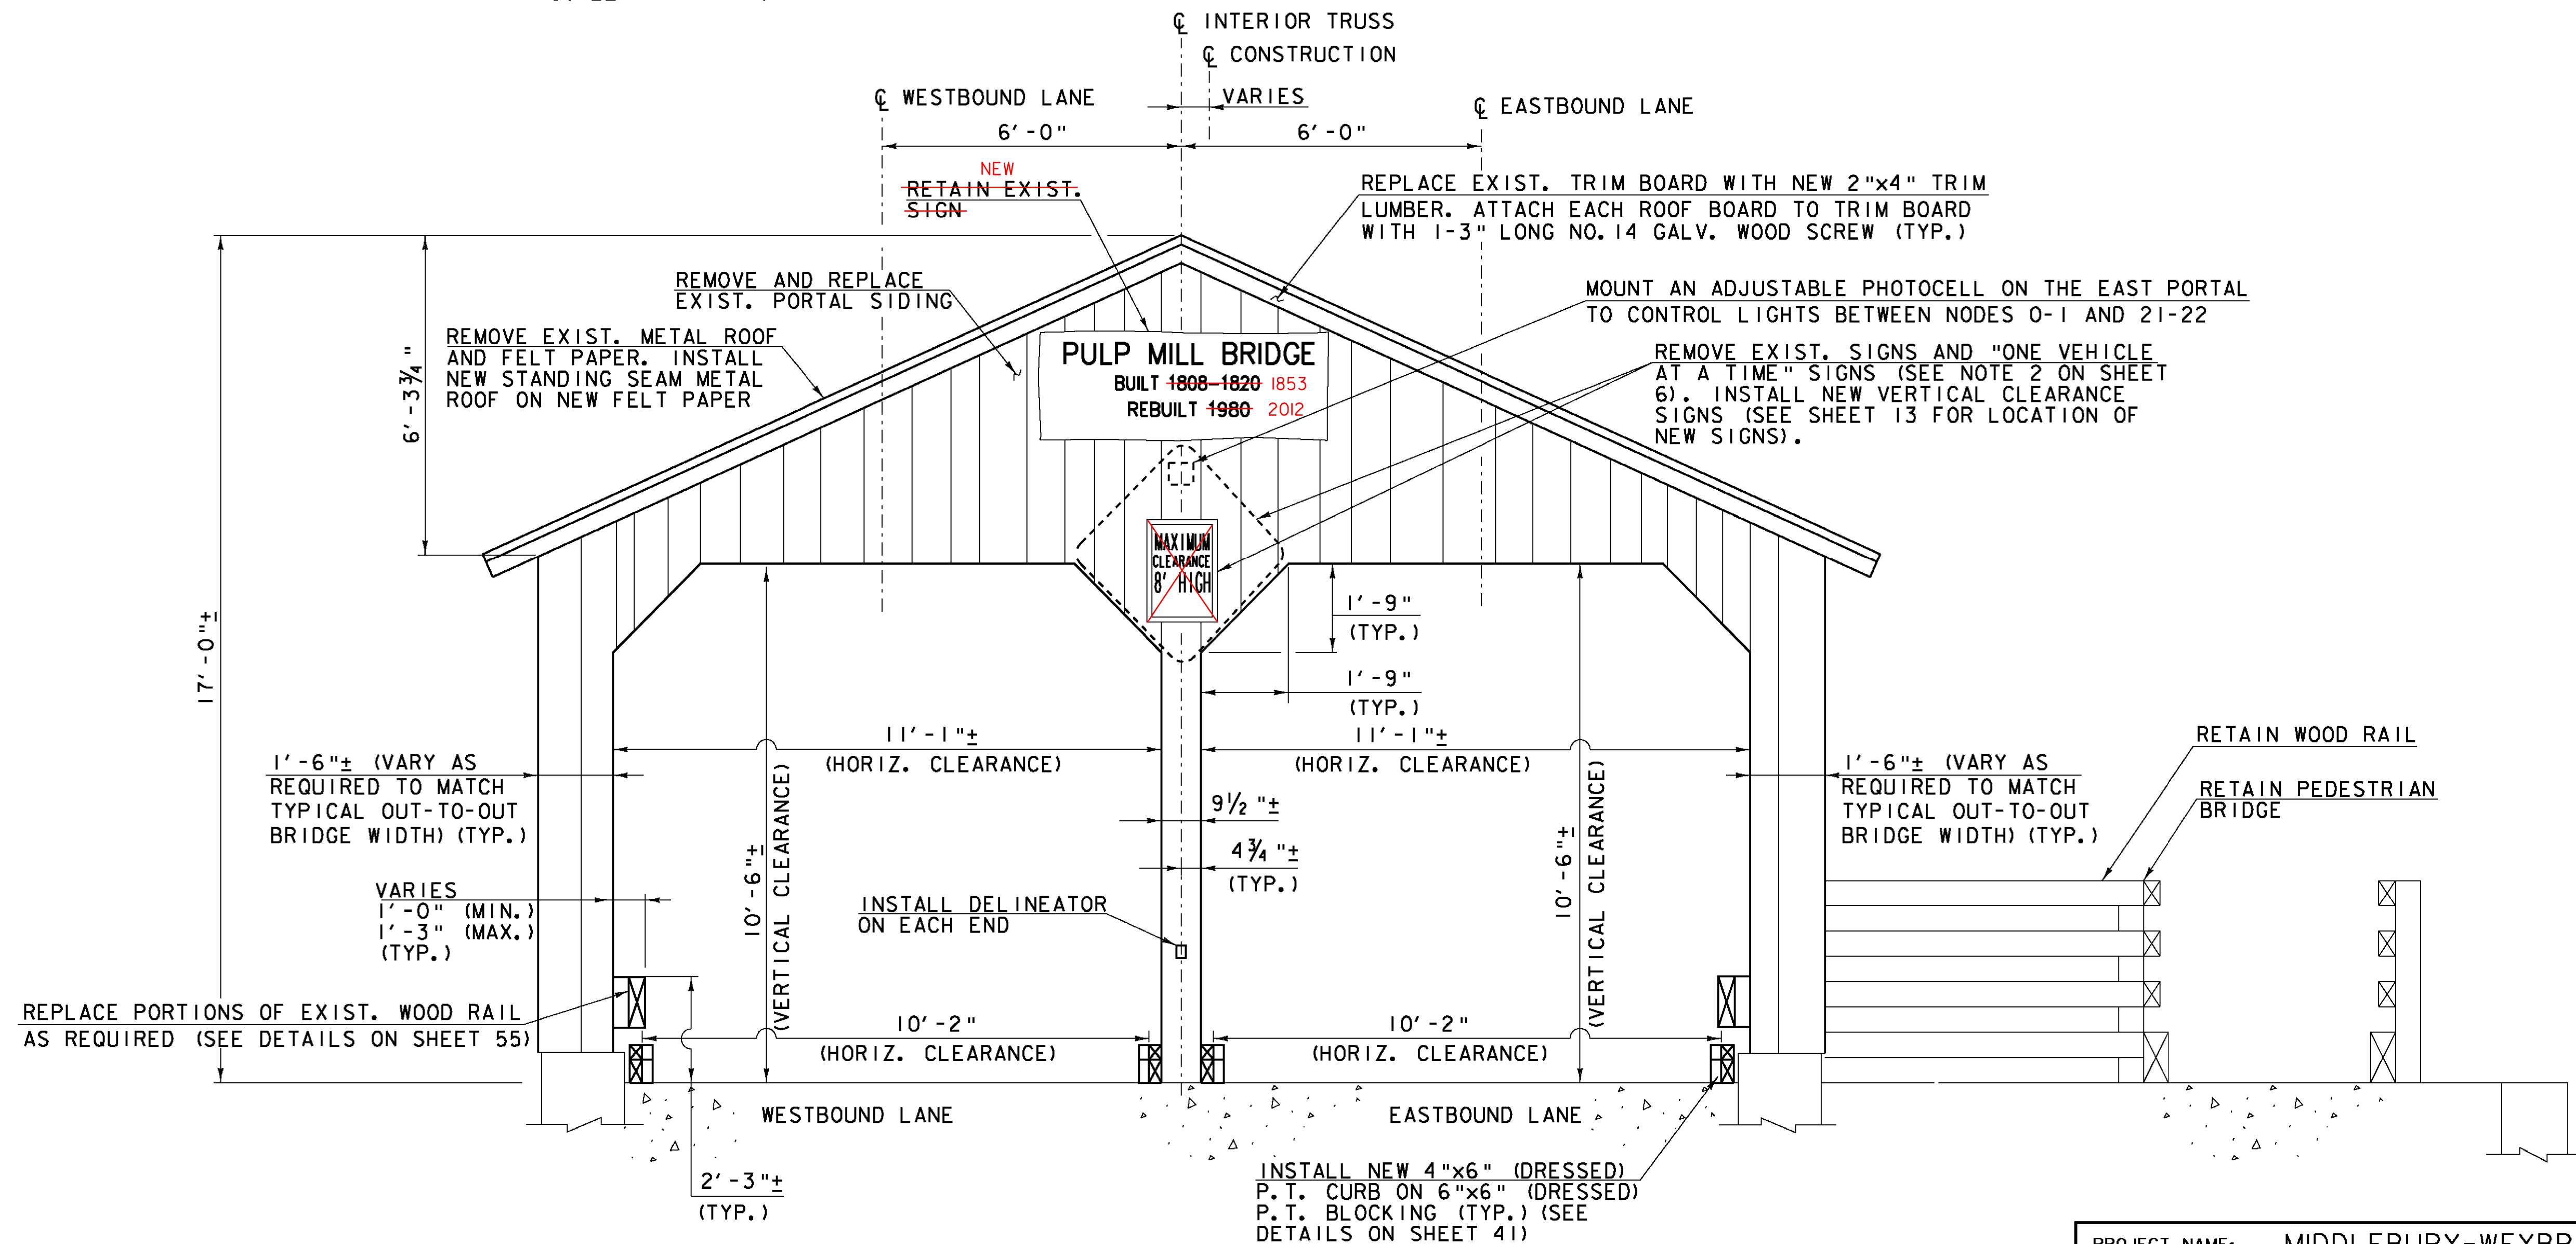 ℄ INTERIOR TRUSS
℄ CONSTRUCTION
℄ WESTBOUND LANE
VARIES
℄ EASTBOUND LANE
6'-0"
6'-0"
NEW
RETAIN EXIST.
SIGN
REPLACE EXIST. TRIM BOARD WITH NEW 2"x4" TRIM
LUMBER. ATTACH EACH ROOF BOARD TO TRIM BOARD
WITH 1-3" LONG NO.14 GALV. WOOD SCREW (TYP.)
REMOVE AND REPLACE
EXIST. PORTAL SIDING
MOUNT AN ADJUSTABLE PHOTOCELL ON THE EAST PORTAL
TO CONTROL LIGHTS BETWEEN NODES 0-1 AND 21-22
REMOVE EXIST. METAL ROOF
AND FELT PAPER. INSTALL
NEW STANDING SEAM METAL
ROOF ON NEW FELT PAPER
REMOVE EXIST. SIGNS AND "ONE VEHICLE
AT A TIME" SIGNS (SEE NOTE 2 ON SHEET
6). INSTALL NEW VERTICAL CLEARANCE
SIGNS (SEE SHEET 13 FOR LOCATION OF
NEW SIGNS).
PULP MILL BRIDGE
BUILT 1808-1820 1853
REBUILT 1980 2012
6'-3¾"
MAXIMUM
CLEARANCE
8' HIGH
17'-0"±
1'-9"
(TYP.)
1'-9"
(TYP.)
11'-1"±
(HORIZ. CLEARANCE)
11'-1"±
(HORIZ. CLEARANCE)
1'-6"± (VARY AS
REQUIRED TO MATCH
TYPICAL OUT-TO-OUT
BRIDGE WIDTH) (TYP.)
1'-6"± (VARY AS
REQUIRED TO MATCH
TYPICAL OUT-TO-OUT
BRIDGE WIDTH) (TYP.)
RETAIN WOOD RAIL
RETAIN PEDESTRIAN
BRIDGE
9½"±
4¾"±
(TYP.)
10'-6"±
(VERTICAL CLEARANCE)
10'-6"±
(VERTICAL CLEARANCE)
VARIES
1'-0" (MIN.)
1'-3" (MAX.)
(TYP.)
INSTALL DELINEATOR
ON EACH END
REPLACE PORTIONS OF EXIST. WOOD RAIL
AS REQUIRED (SEE DETAILS ON SHEET 55)
10'-2"
(HORIZ. CLEARANCE)
10'-2"
(HORIZ. CLEARANCE)
WESTBOUND LANE
EASTBOUND LANE
2'-3"±
(TYP.)
INSTALL NEW 4"x6" (DRESSED)
P.T. CURB ON 6"x6" (DRESSED)
P.T. BLOCKING (TYP.) (SEE
DETAILS ON SHEET 41)
PROJECT NAME: